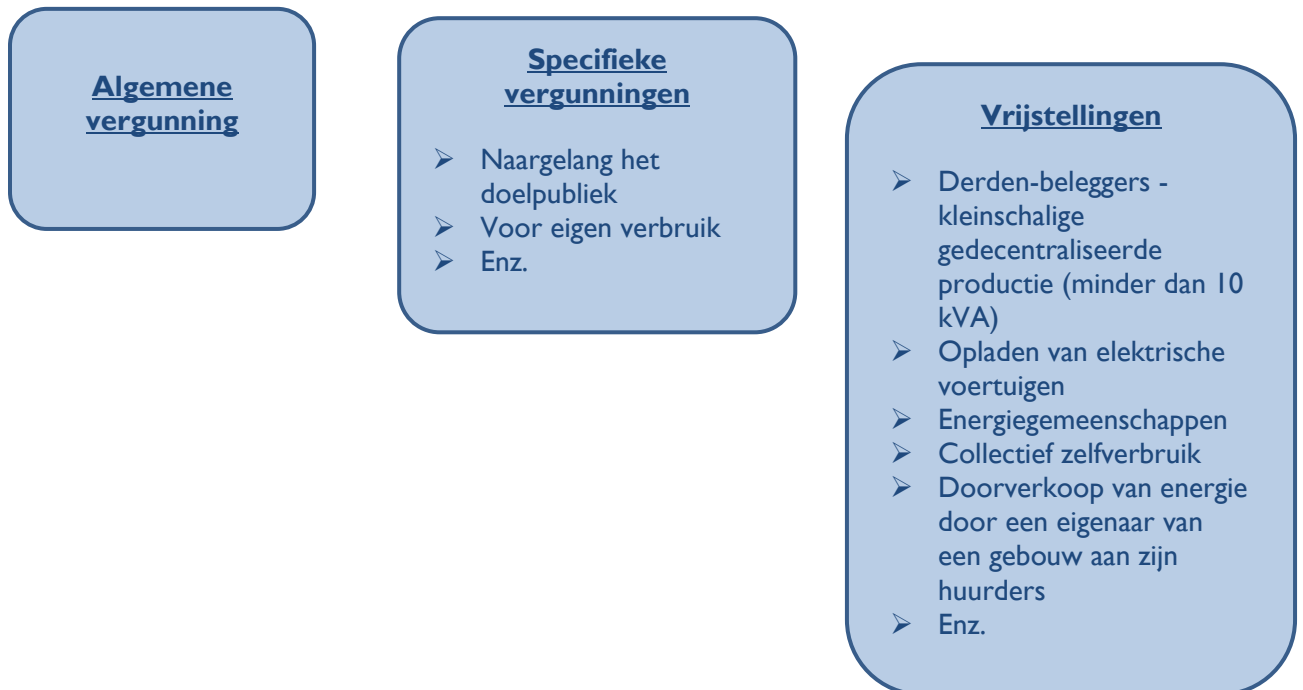 Algemene
vergunning
Specifieke
vergunningen
➢ Naargelang het
doelpubliek
➢ Voor eigen verbruik
➢ Enz.
Vrijstellingen
➢ Derden-beleggers -
kleinschalige
gedecentraliseerde
productie (minder dan 10
kVA)
➢ Opladen van elektrische
voertuigen
➢ Energiegemeenschappen
➢ Collectief zelfverbruik
➢ Doorverkoop van energie
door een eigenaar van
een gebouw aan zijn
huurders
➢ Enz.